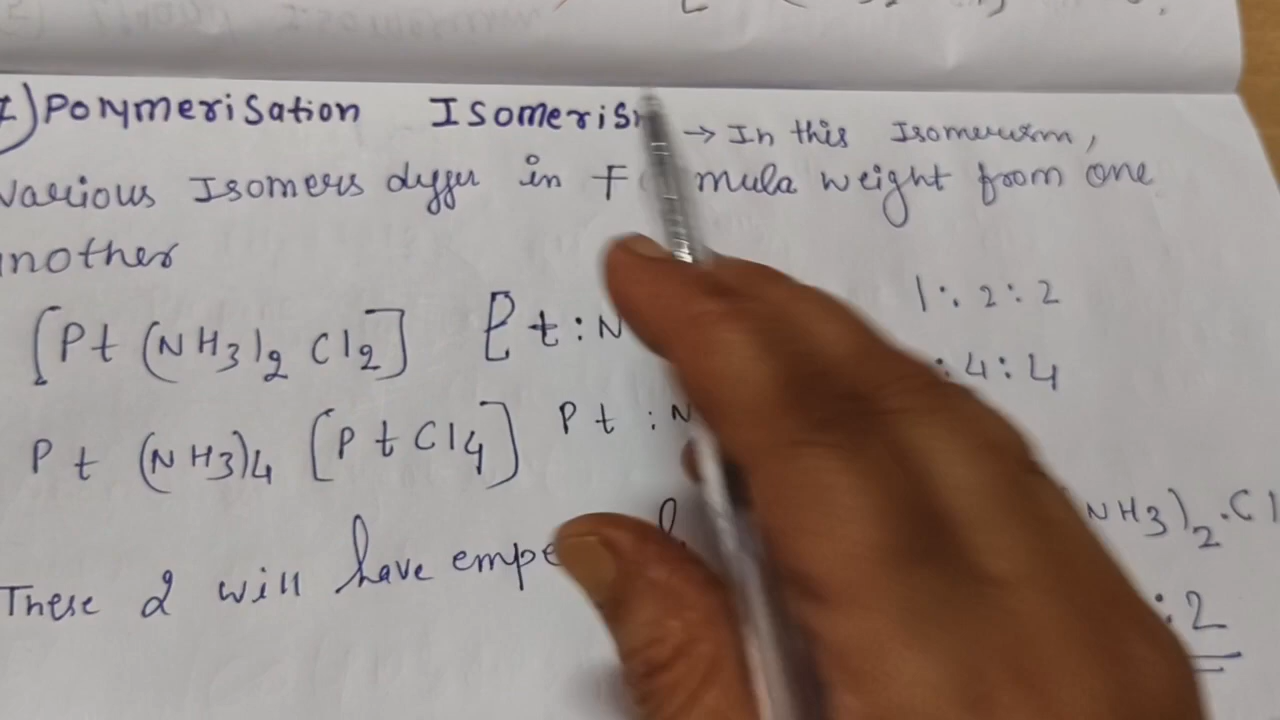 Polymerisation Isomerism → In this Isomerism,
various Isomers differ in Formula weight from one
another
[Pt (NH3)2 Cl2] [Pt : N 1 : 2 : 2
Pt (NH3)4 [PtCl4] Pt : N : 4 : 4
NH3)2 . Cl
These 2 will have empe
: 2